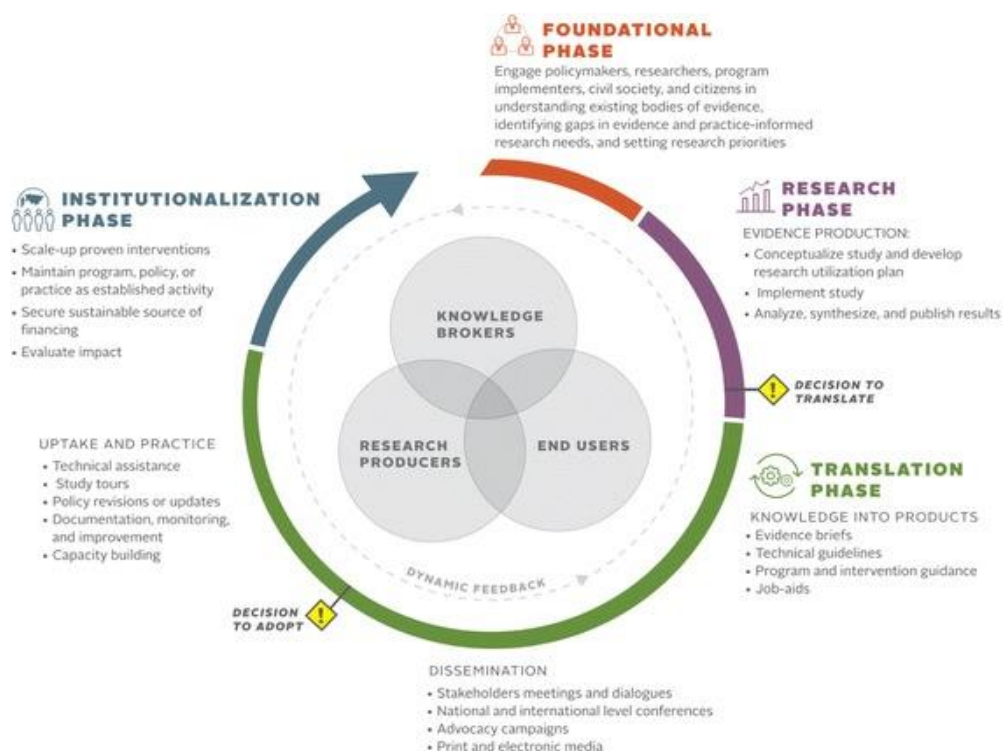 FOUNDATIONAL
PHASE
Engage policymakers, researchers, program
implementers, civil society, and citizens in
understanding existing bodies of evidence,
identifying gaps in evidence and practice-informed
research needs, and setting research priorities
RESEARCH
PHASE
EVIDENCE PRODUCTION:
• Conceptualize study and develop
research utilization plan
• Implement study
• Analyze, synthesize, and publish results
DECISION TO
TRANSLATE
TRANSLATION
PHASE
KNOWLEDGE INTO PRODUCTS
• Evidence briefs
• Technical guidelines
• Program and intervention guidance
• Job-aids
DISSEMINATION
• Stakeholders meetings and dialogues
• National and international level conferences
• Advocacy campaigns
• Print and electronic media
DECISION
TO ADOPT
UPTAKE AND PRACTICE
• Technical assistance
• Study tours
• Policy revisions or updates
• Documentation, monitoring,
and improvement
• Capacity building
INSTITUTIONALIZATION
PHASE
• Scale-up proven interventions
• Maintain program, policy, or
practice as established activity
• Secure sustainable source of
financing
• Evaluate impact
KNOWLEDGE
BROKERS
RESEARCH
PRODUCERS
END USERS
DYNAMIC FEEDBACK